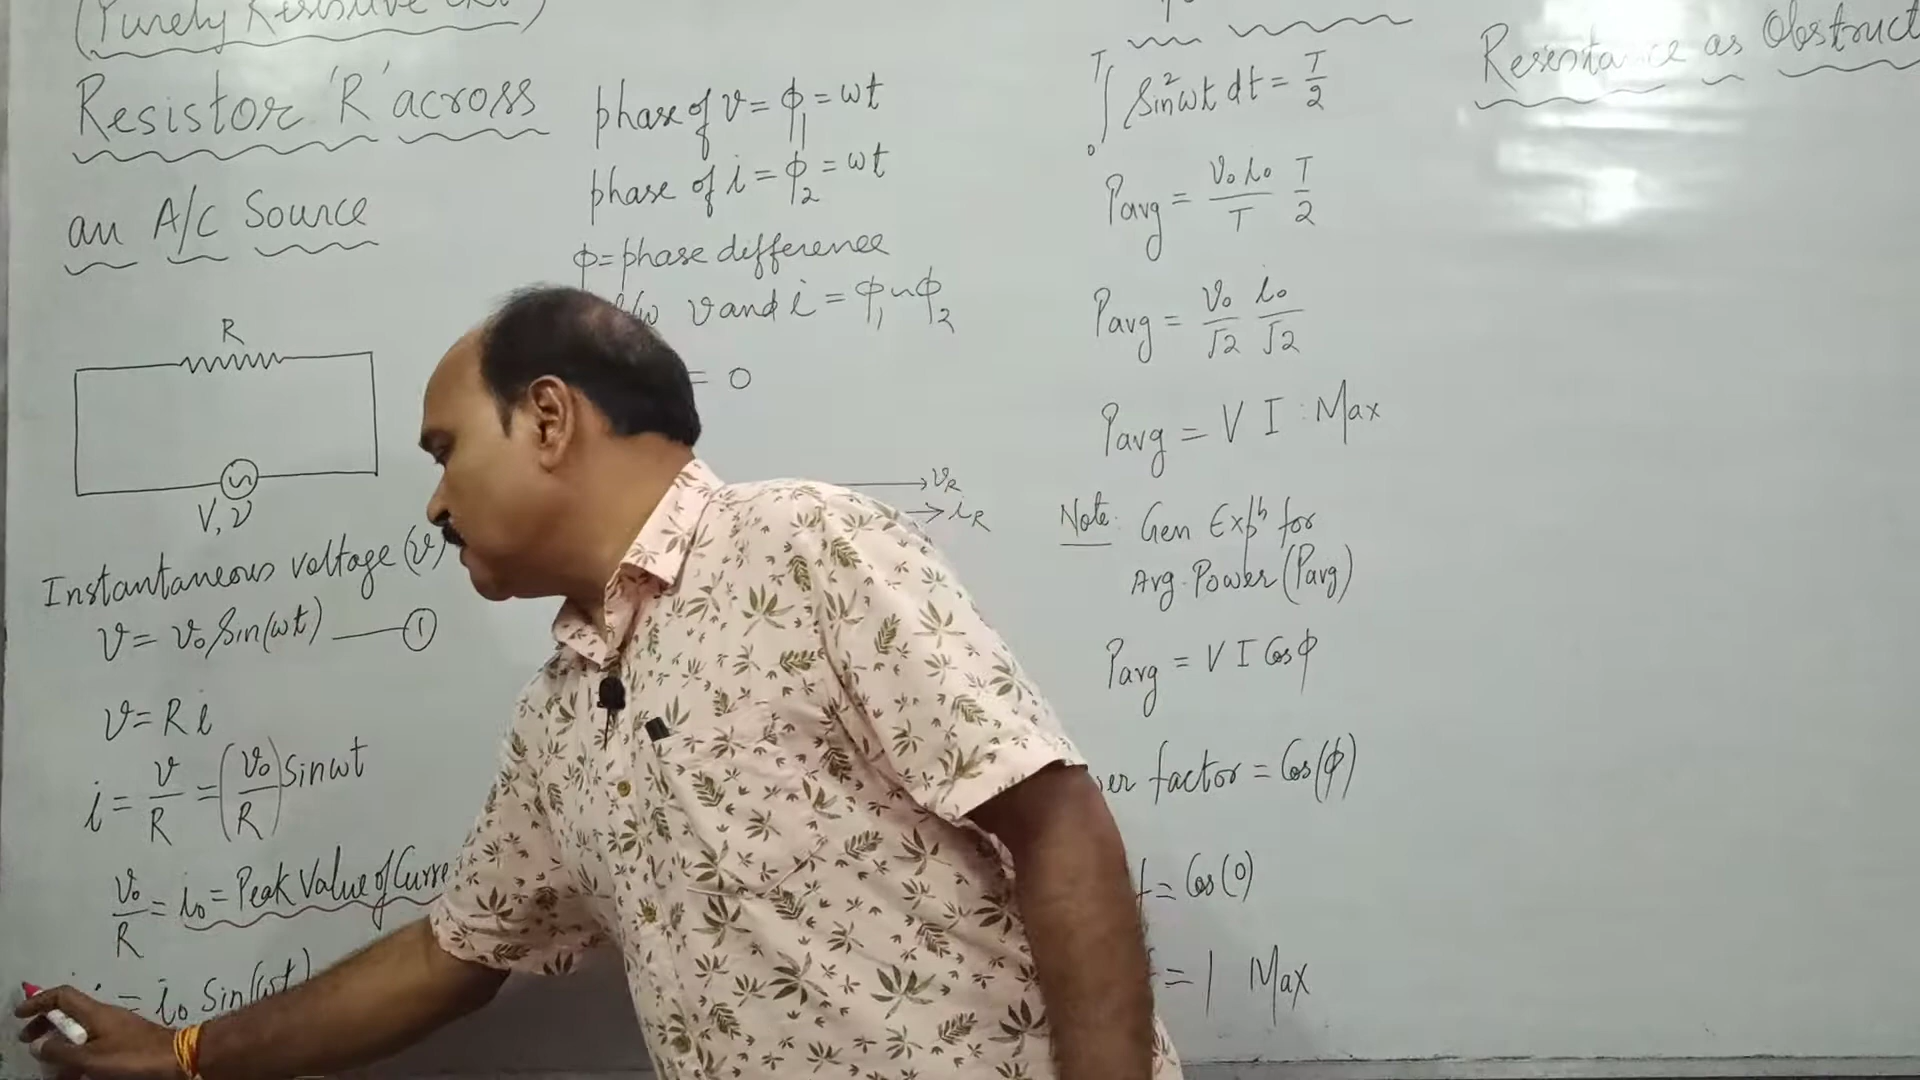 (Purely Resistive
Resistor 'R' across
an A/C Source
R
V, ν
Instantaneous voltage (v)
v = v₀ Sin(ωt) —— ①
v = R i
i = v/R = (v₀/R) Sinωt
v₀/R = i₀ = Peak Value of Curre
i = i₀ Sin(ωt)
phase of v = ϕ₁ = ωt
phase of i = ϕ₂ = ωt
ϕ = phase difference
b/w v and i = ϕ₁ ~ ϕ₂
= 0
v_R
i_R
∫₀ᵀ Sin²ωt dt = T/2
Pavg = v₀ i₀/T T/2
Pavg = v₀/√2 i₀/√2
Pavg = V I : Max
Note: Gen Expⁿ for
Avg. Power (Pavg)
Pavg = V I Cosϕ
er factor = Cos(ϕ)
f = Cos(0)
= 1 Max
Resistance as Obstruct